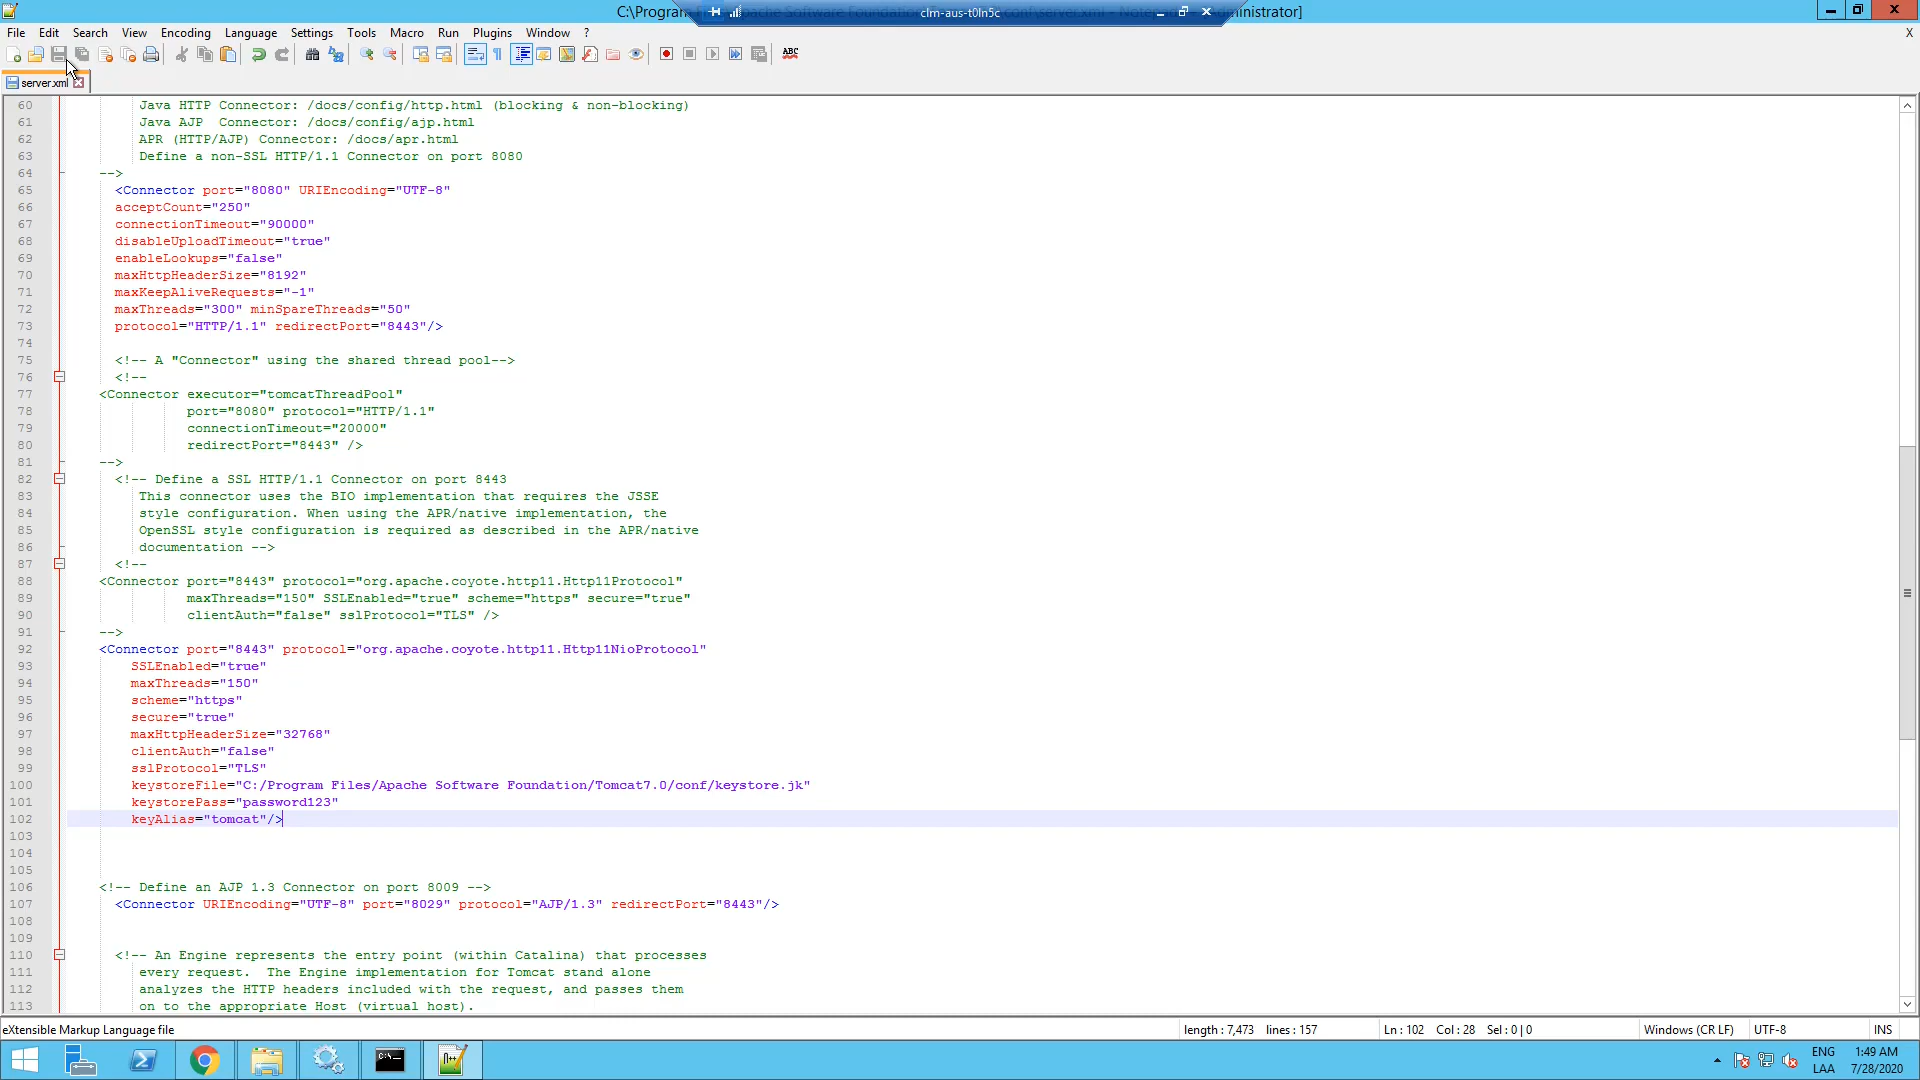 C:\Program Apache Software Foundation conf\server.xml - Notepad dministrator]
clm-aus-t0ln5c
File Edit Search View Encoding Language Settings Tools Macro Run Plugins Window ? X
ABC
server.xml
60 Java HTTP Connector: /docs/config/http.html (blocking & non-blocking)
61 Java AJP  Connector: /docs/config/ajp.html
62 APR (HTTP/AJP) Connector: /docs/apr.html
63 Define a non-SSL HTTP/1.1 Connector on port 8080
64 -->
65 <Connector port="8080" URIEncoding="UTF-8"
66 acceptCount="250"
67 connectionTimeout="90000"
68 disableUploadTimeout="true"
69 enableLookups="false"
70 maxHttpHeaderSize="8192"
71 maxKeepAliveRequests="-1"
72 maxThreads="300" minSpareThreads="50"
73 protocol="HTTP/1.1" redirectPort="8443"/>
74
75 <!-- A "Connector" using the shared thread pool-->
76 <!--
77 <Connector executor="tomcatThreadPool"
78 port="8080" protocol="HTTP/1.1"
79 connectionTimeout="20000"
80 redirectPort="8443" />
81 -->
82 <!-- Define a SSL HTTP/1.1 Connector on port 8443
83 This connector uses the BIO implementation that requires the JSSE
84 style configuration. When using the APR/native implementation, the
85 OpenSSL style configuration is required as described in the APR/native
86 documentation -->
87 <!--
88 <Connector port="8443" protocol="org.apache.coyote.http11.Http11Protocol"
89 maxThreads="150" SSLEnabled="true" scheme="https" secure="true"
90 clientAuth="false" sslProtocol="TLS" />
91 -->
92 <Connector port="8443" protocol="org.apache.coyote.http11.Http11NioProtocol"
93 SSLEnabled="true"
94 maxThreads="150"
95 scheme="https"
96 secure="true"
97 maxHttpHeaderSize="32768"
98 clientAuth="false"
99 sslProtocol="TLS"
100 keystoreFile="C:/Program Files/Apache Software Foundation/Tomcat7.0/conf/keystore.jk"
101 keystorePass="password123"
102 keyAlias="tomcat"/>
103
104
105
106 <!-- Define an AJP 1.3 Connector on port 8009 -->
107 <Connector URIEncoding="UTF-8" port="8029" protocol="AJP/1.3" redirectPort="8443"/>
108
109
110 <!-- An Engine represents the entry point (within Catalina) that processes
111 every request.  The Engine implementation for Tomcat stand alone
112 analyzes the HTTP headers included with the request, and passes them
113 on to the appropriate Host (virtual host).
eXtensible Markup Language file length : 7,473 lines : 157 Ln : 102 Col : 28 Sel : 0 | 0 Windows (CR LF) UTF-8 INS
ENG 1:49 AM
LAA 7/28/2020